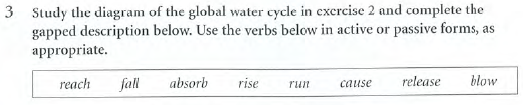 3 Study the diagram of the global water cycle in exercise 2 and complete the
gapped description below. Use the verbs below in active or passive forms, as
appropriate.
reach fall absorb rise run cause release blow